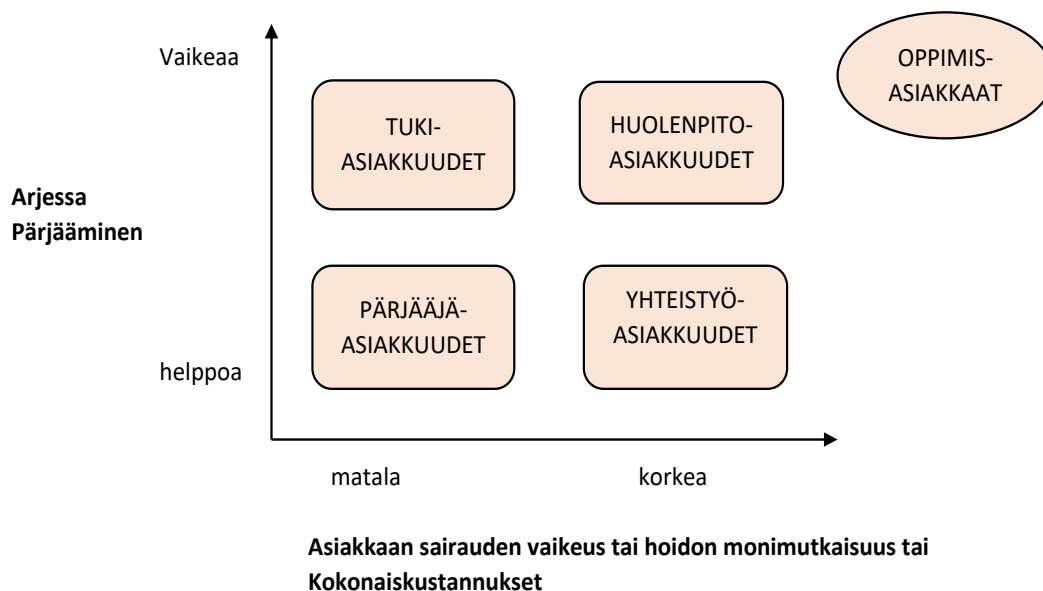 Vaikeaa
OPPIMIS-
ASIAKKAAT
TUKI-
ASIAKKUUDET
HUOLENPITO-
ASIAKKUUDET
Arjessa
Pärjääminen
PÄRJÄÄJÄ-
ASIAKKUUDET
YHTEISTYÖ-
ASIAKKUUDET
helppoa
matala
korkea
Asiakkaan sairauden vaikeus tai hoidon monimutkaisuus tai
Kokonaiskustannukset